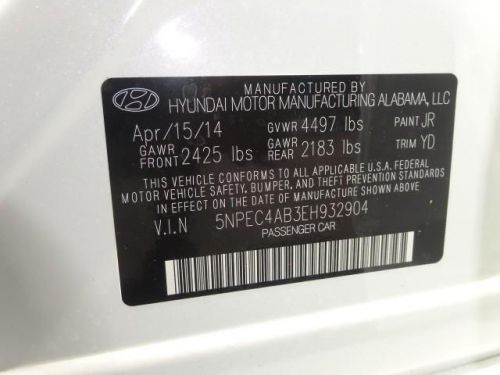 MANUFACTURED BY
HYUNDAI MOTOR MANUFACTURING ALABAMA, LLC
Apr/15/14 GVWR 4497 lbs PAINT JR
GAWR FRONT 2425 lbs GAWR REAR 2183 lbs TRIM YD
THIS VEHICLE CONFORMS TO ALL APPLICABLE U.S.A. FEDERAL
MOTOR VEHICLE SAFETY, BUMPER, AND THEFT PREVENTION STANDARDS
IN EFFECT ON THE DATE OF MANUFACTURE SHOWN ABOVE.
V.I.N 5NPEC4AB3EH932904
PASSENGER CAR